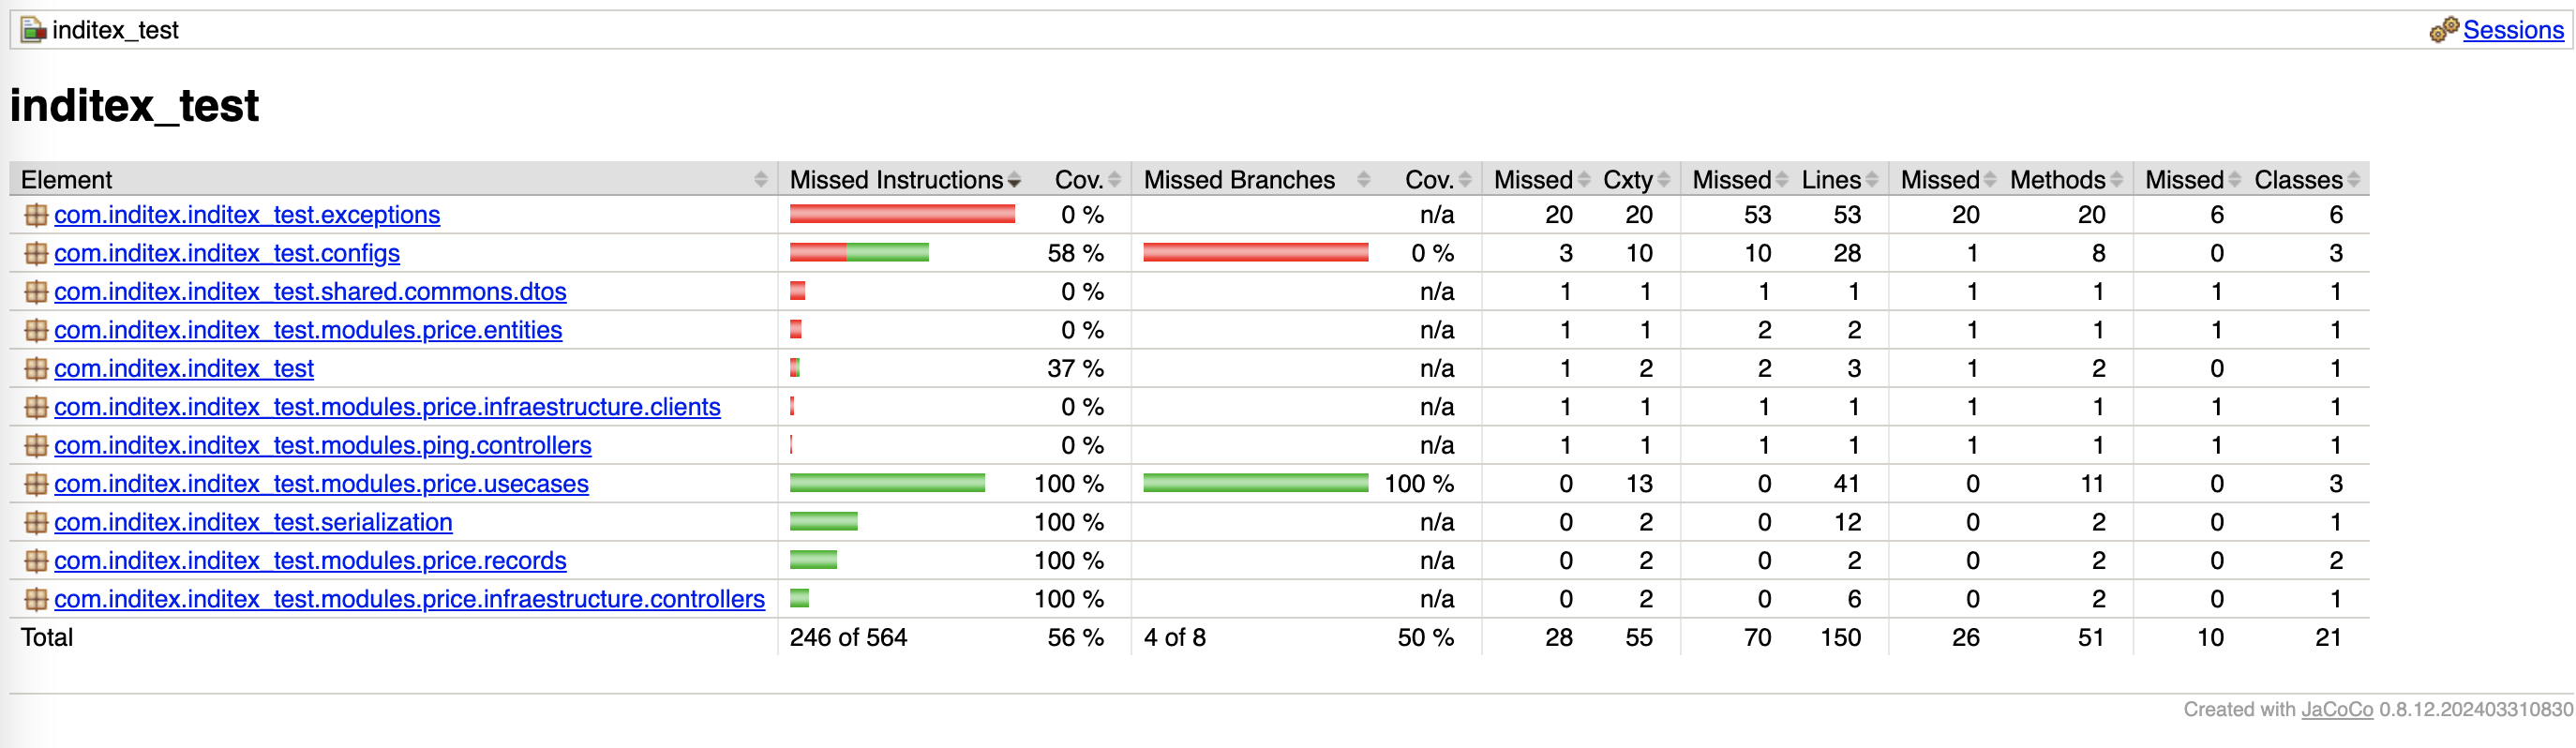 inditex_test Sessions
inditex_test
Element Missed Instructions Cov. Missed Branches Cov. Missed Cxty Missed Lines Missed Methods Missed Classes
com.inditex.inditex_test.exceptions 0 % n/a 20 20 53 53 20 20 6 6
com.inditex.inditex_test.configs 58 % 0 % 3 10 10 28 1 8 0 3
com.inditex.inditex_test.shared.commons.dtos 0 % n/a 1 1 1 1 1 1 1 1
com.inditex.inditex_test.modules.price.entities 0 % n/a 1 1 2 2 1 1 1 1
com.inditex.inditex_test 37 % n/a 1 2 2 3 1 2 0 1
com.inditex.inditex_test.modules.price.infraestructure.clients 0 % n/a 1 1 1 1 1 1 1 1
com.inditex.inditex_test.modules.ping.controllers 0 % n/a 1 1 1 1 1 1 1 1
com.inditex.inditex_test.modules.price.usecases 100 % 100 % 0 13 0 41 0 11 0 3
com.inditex.inditex_test.serialization 100 % n/a 0 2 0 12 0 2 0 1
com.inditex.inditex_test.modules.price.records 100 % n/a 0 2 0 2 0 2 0 2
com.inditex.inditex_test.modules.price.infraestructure.controllers 100 % n/a 0 2 0 6 0 2 0 1
Total 246 of 564 56 % 4 of 8 50 % 28 55 70 150 26 51 10 21
Created with JaCoCo 0.8.12.202403310830